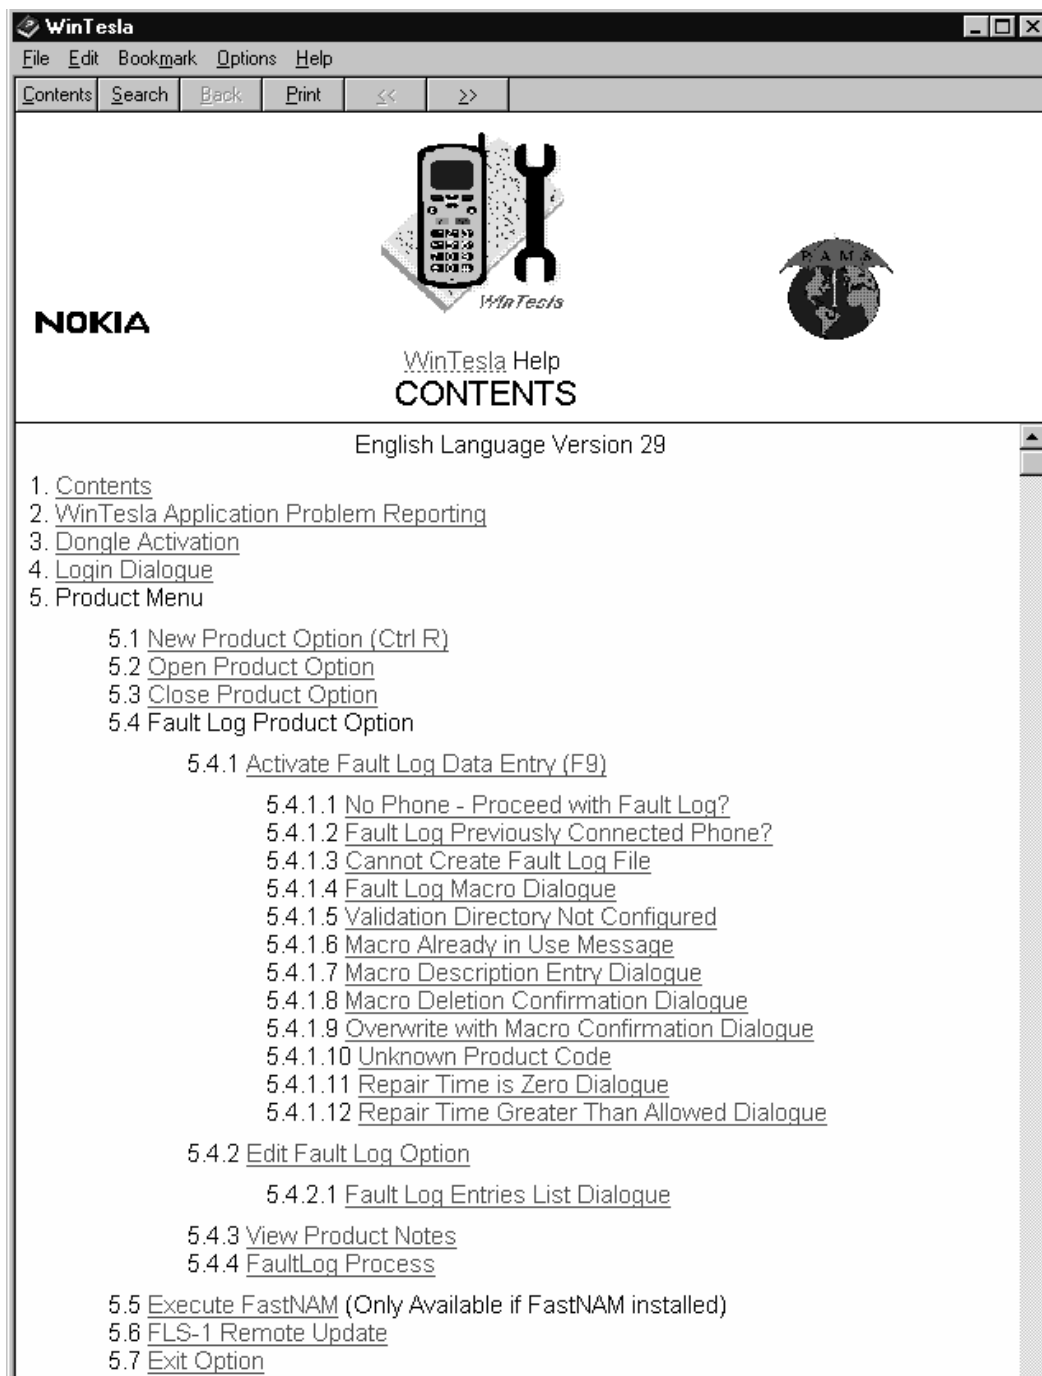 WinTesla
File Edit Bookmark Options Help
Contents Search Back Print << >>
WinTesla
P A M S
NOKIA
WinTesla Help
CONTENTS
English Language Version 29
1. Contents
2. WinTesla Application Problem Reporting
3. Dongle Activation
4. Login Dialogue
5. Product Menu
5.1 New Product Option (Ctrl R)
5.2 Open Product Option
5.3 Close Product Option
5.4 Fault Log Product Option
5.4.1 Activate Fault Log Data Entry (F9)
5.4.1.1 No Phone - Proceed with Fault Log?
5.4.1.2 Fault Log Previously Connected Phone?
5.4.1.3 Cannot Create Fault Log File
5.4.1.4 Fault Log Macro Dialogue
5.4.1.5 Validation Directory Not Configured
5.4.1.6 Macro Already in Use Message
5.4.1.7 Macro Description Entry Dialogue
5.4.1.8 Macro Deletion Confirmation Dialogue
5.4.1.9 Overwrite with Macro Confirmation Dialogue
5.4.1.10 Unknown Product Code
5.4.1.11 Repair Time is Zero Dialogue
5.4.1.12 Repair Time Greater Than Allowed Dialogue
5.4.2 Edit Fault Log Option
5.4.2.1 Fault Log Entries List Dialogue
5.4.3 View Product Notes
5.4.4 FaultLog Process
5.5 Execute FastNAM (Only Available if FastNAM installed)
5.6 FLS-1 Remote Update
5.7 Exit Option